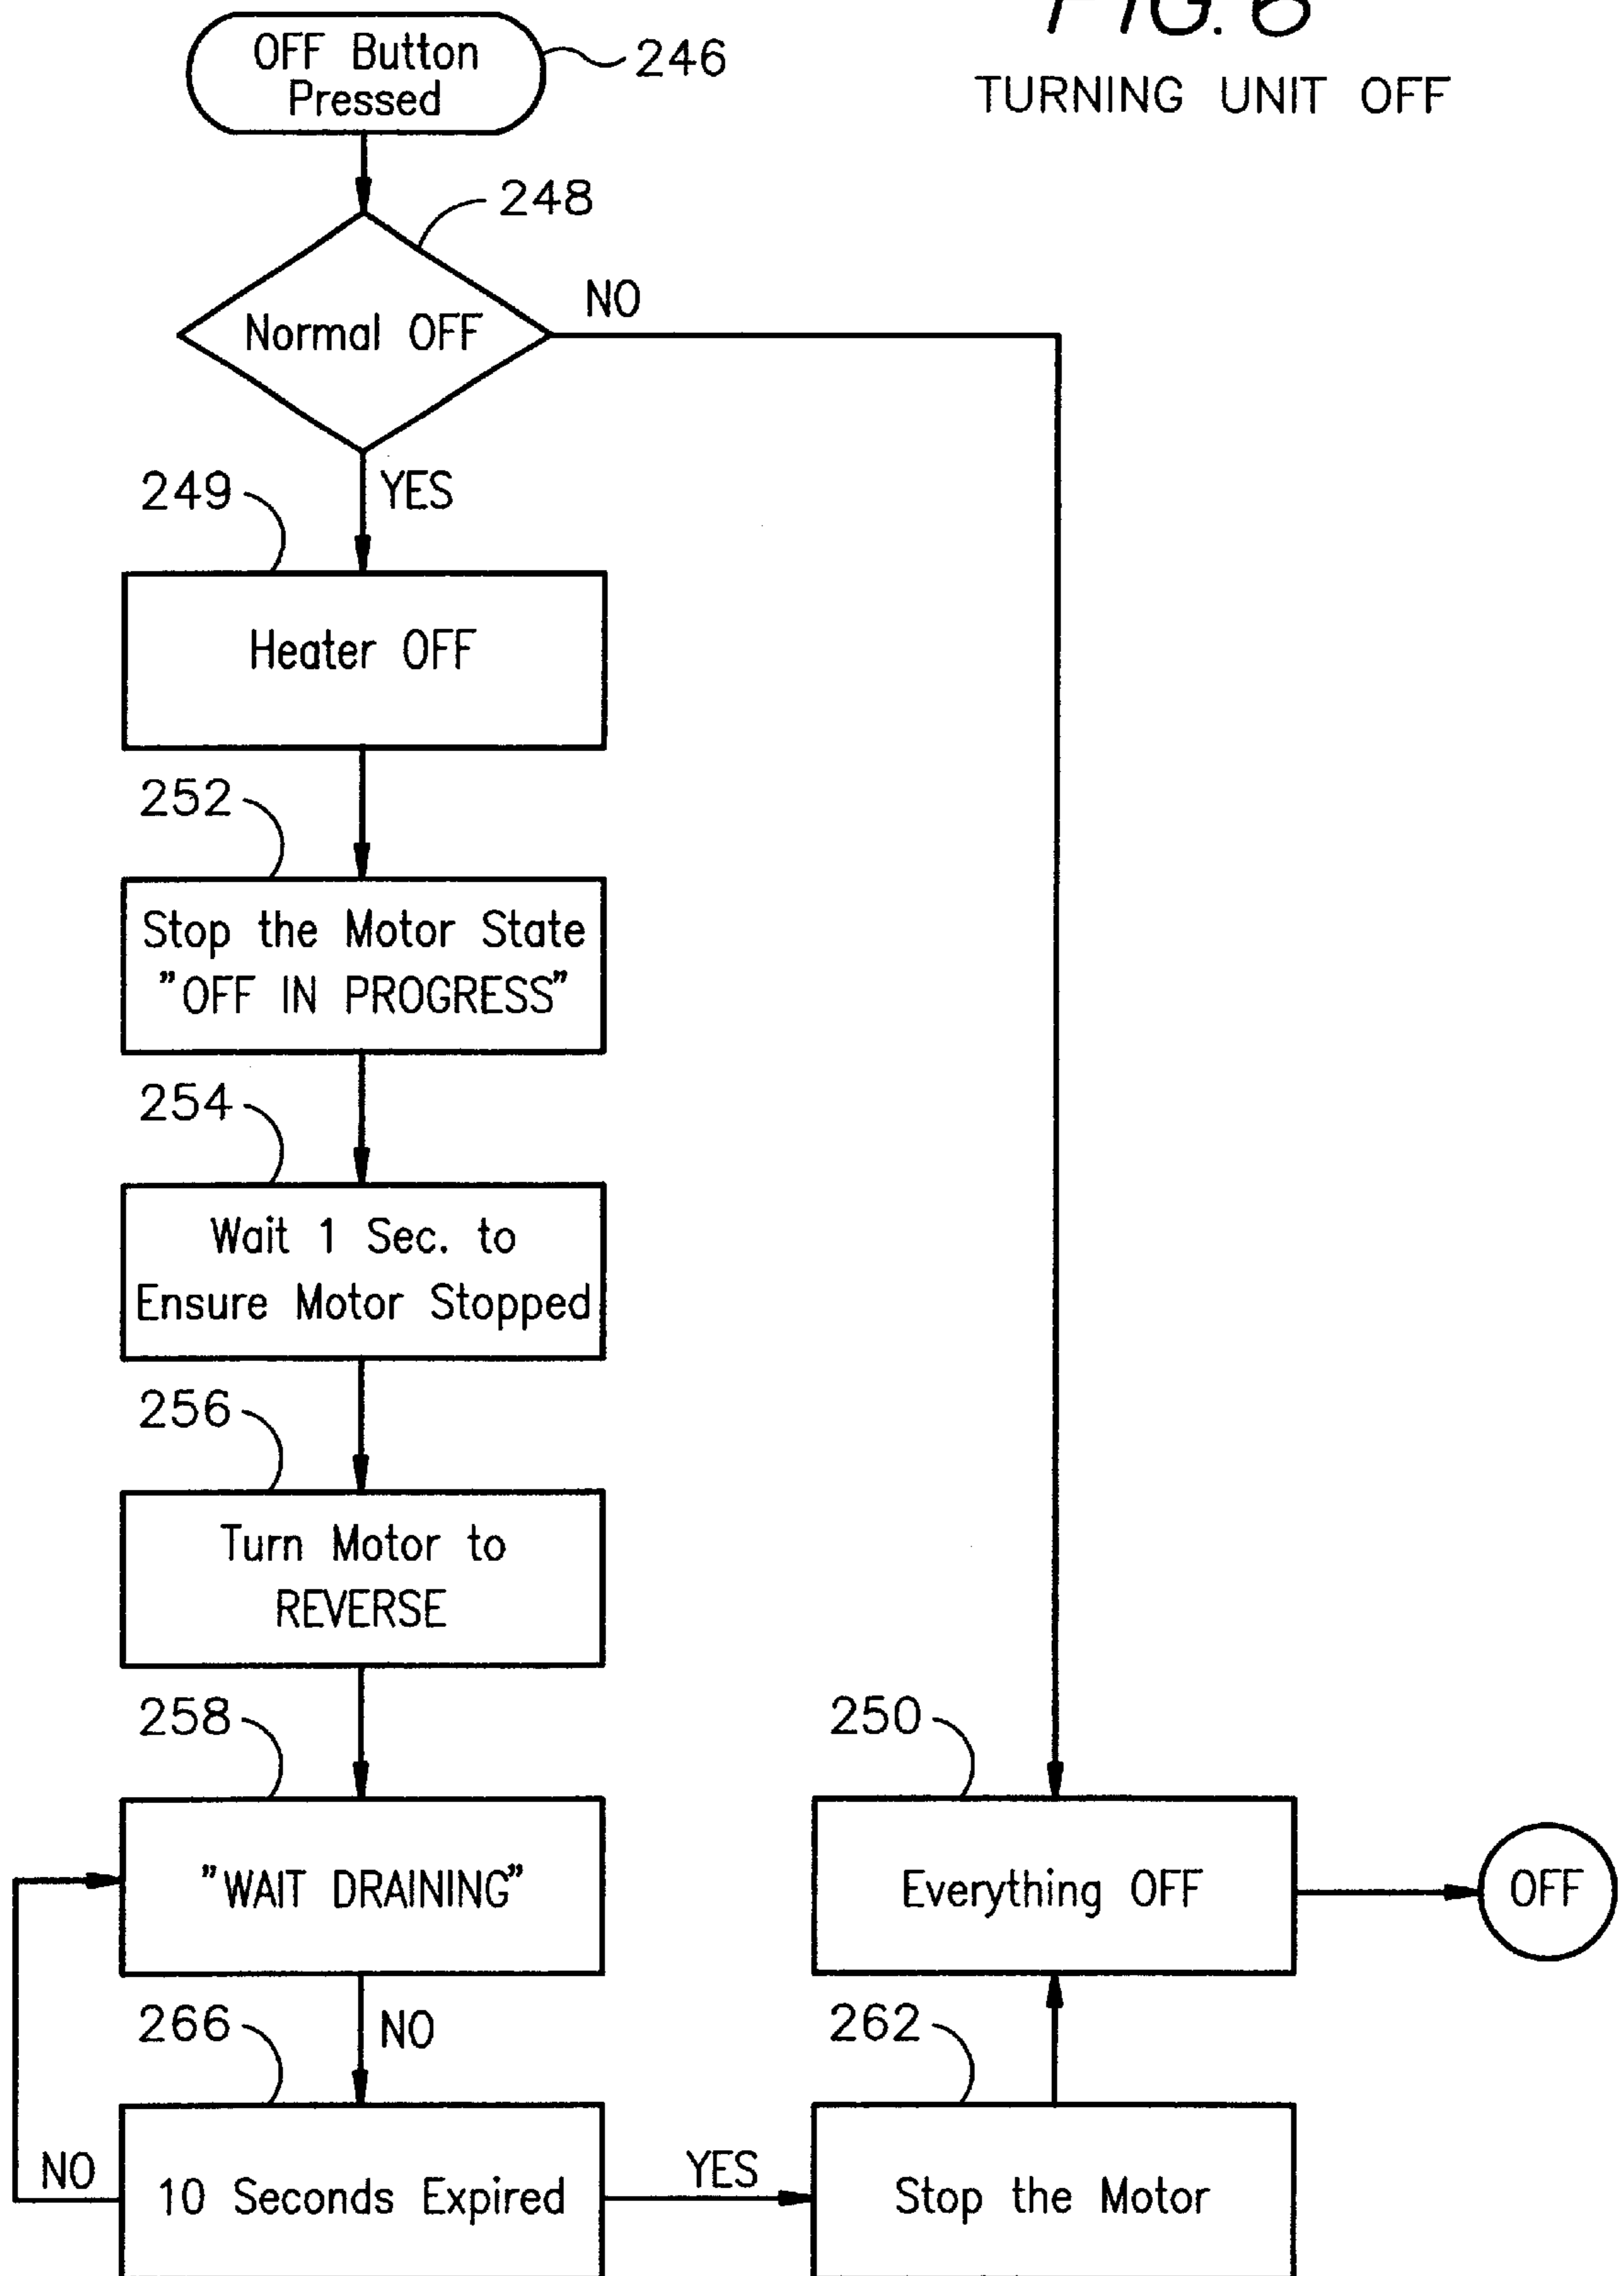 FIG. 6
TURNING UNIT OFF
OFF Button
Pressed
246
248
Normal OFF
NO
YES
249
Heater OFF
252
Stop the Motor State
"OFF IN PROGRESS"
254
Wait 1 Sec. to
Ensure Motor Stopped
256
Turn Motor to
REVERSE
258
"WAIT DRAINING"
250
Everything OFF
OFF
NO
266
10 Seconds Expired
NO
YES
262
Stop the Motor